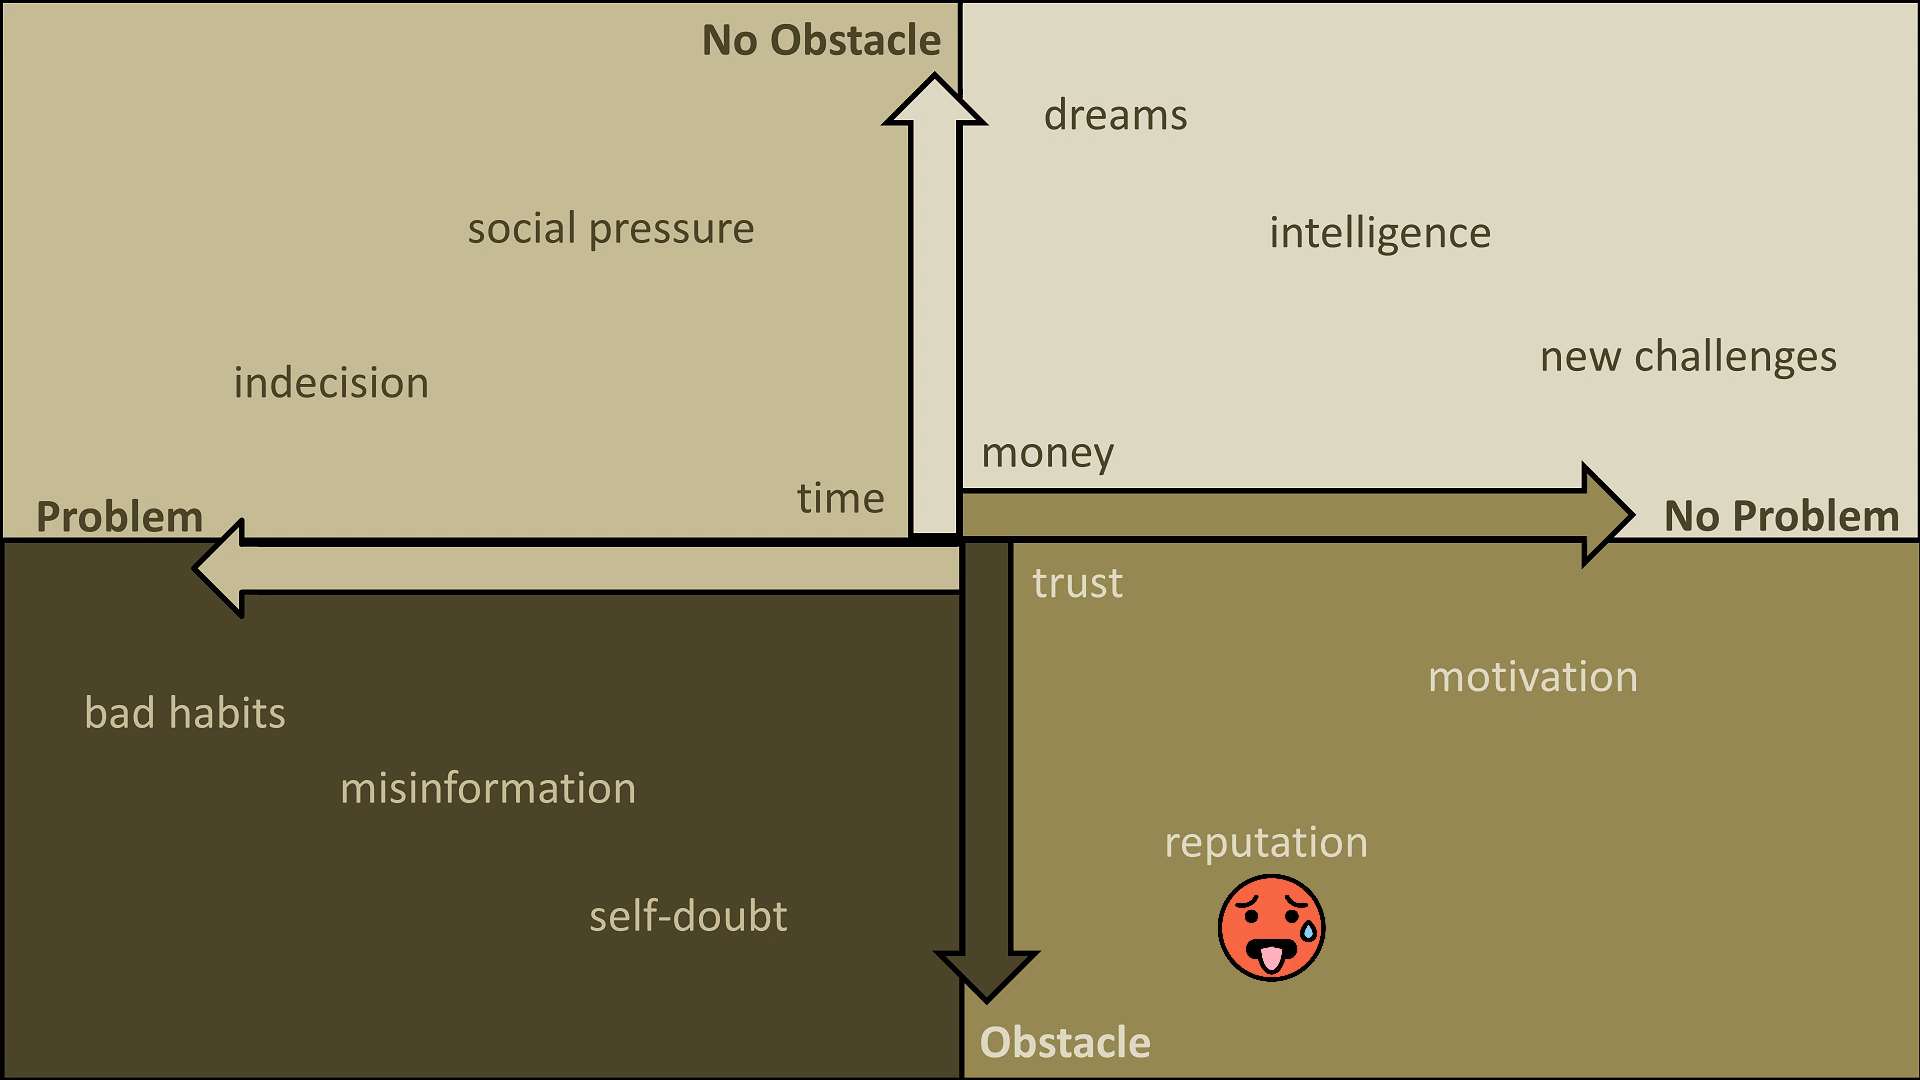 No Obstacle
dreams
social pressure
intelligence
new challenges
indecision
money
time
Problem
No Problem
trust
motivation
bad habits
misinformation
reputation
self-doubt
Obstacle